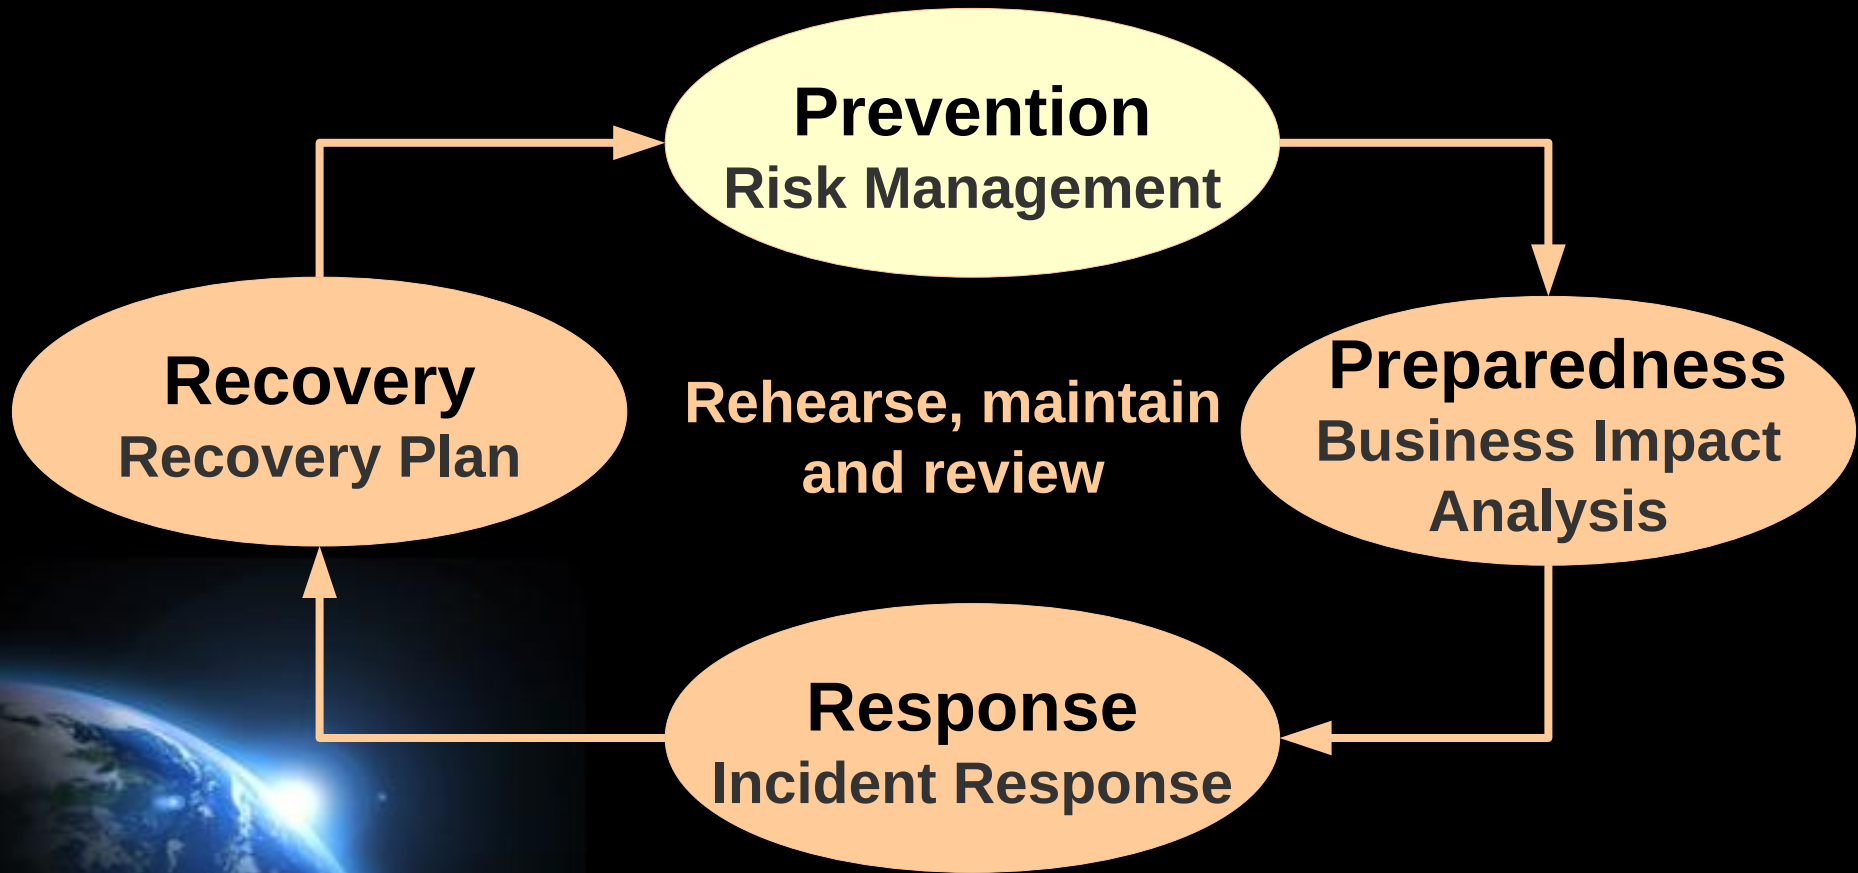 Prevention
Risk Management
Recovery
Recovery Plan
Rehearse, maintain
and review
Preparedness
Business Impact
Analysis
Response
Incident Response